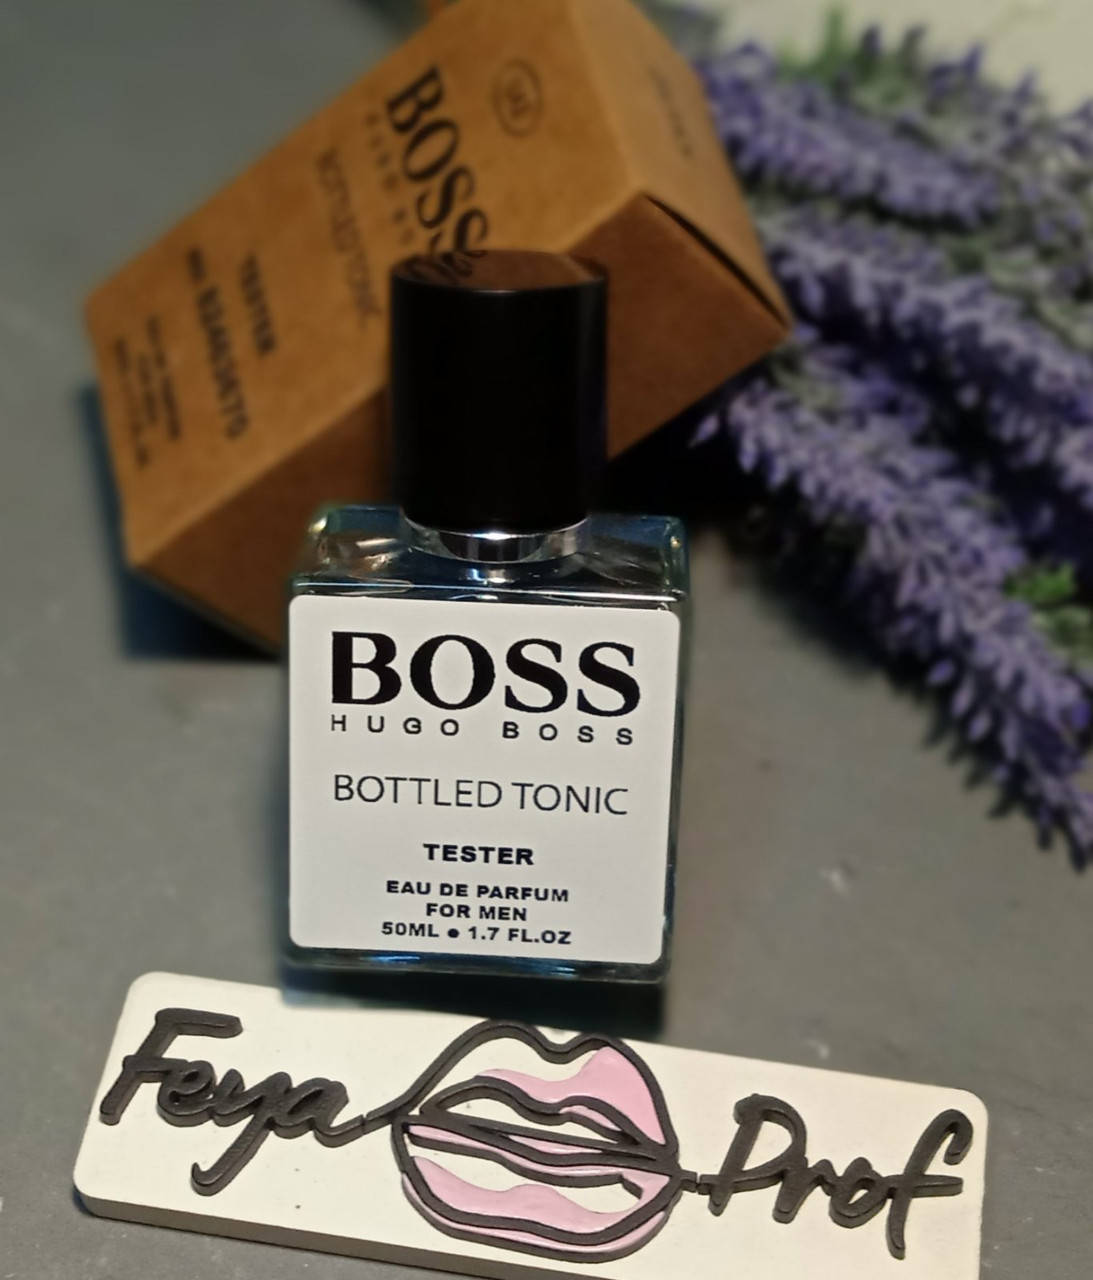 BOSS
HUGO BOSS
BOTTLED TONIC
TESTER
EAU DE PARFUM
FOR MEN
50ML ● 1.7 FL.OZ
BOSS
TESTER
Feya Prof